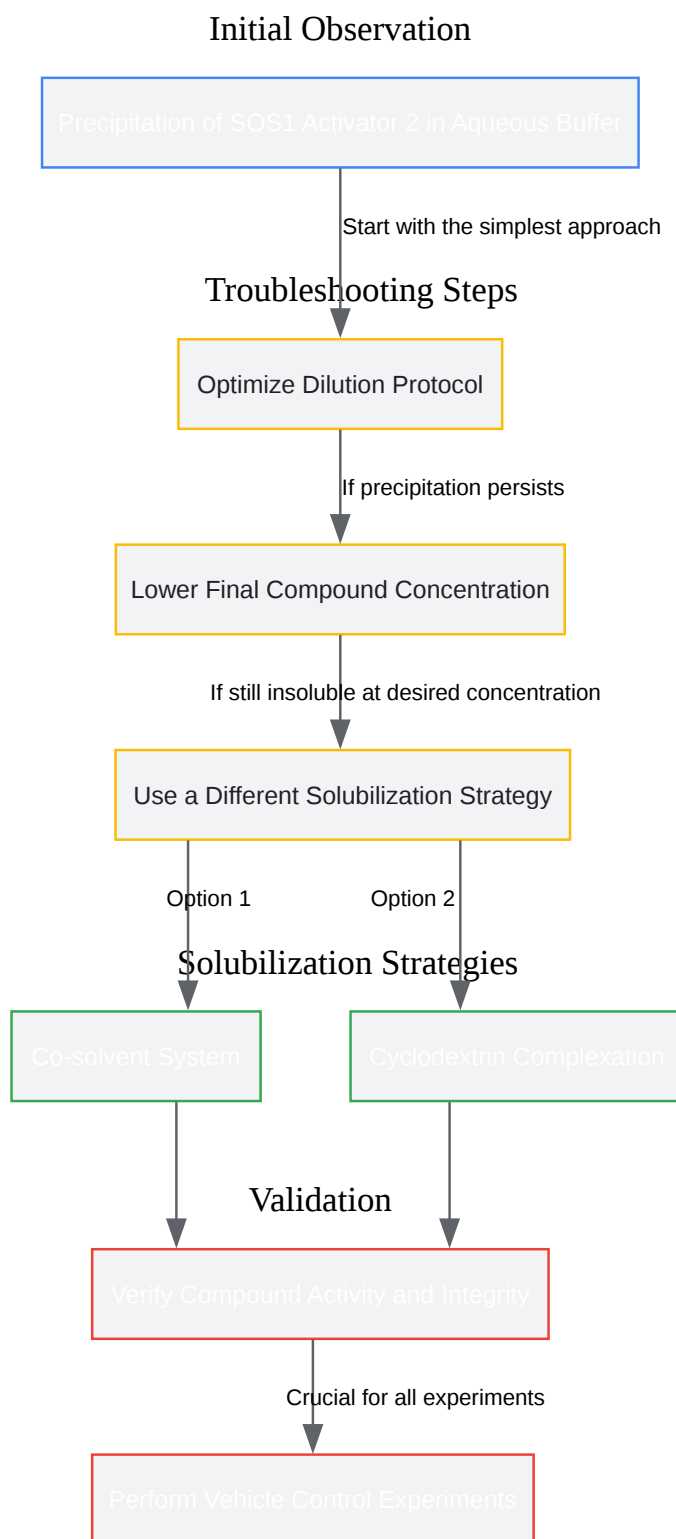 Initial Observation
Precipitation of SOS1 Activator 2 in Aqueous Buffer
Start with the simplest approach
Troubleshooting Steps
Optimize Dilution Protocol
If precipitation persists
Lower Final Compound Concentration
If still insoluble at desired concentration
Use a Different Solubilization Strategy
Option 1
Option 2
Solubilization Strategies
Co-solvent System
Cyclodextrin Complexation
Validation
Verify Compound Activity and Integrity
Crucial for all experiments
Perform Vehicle Control Experiments